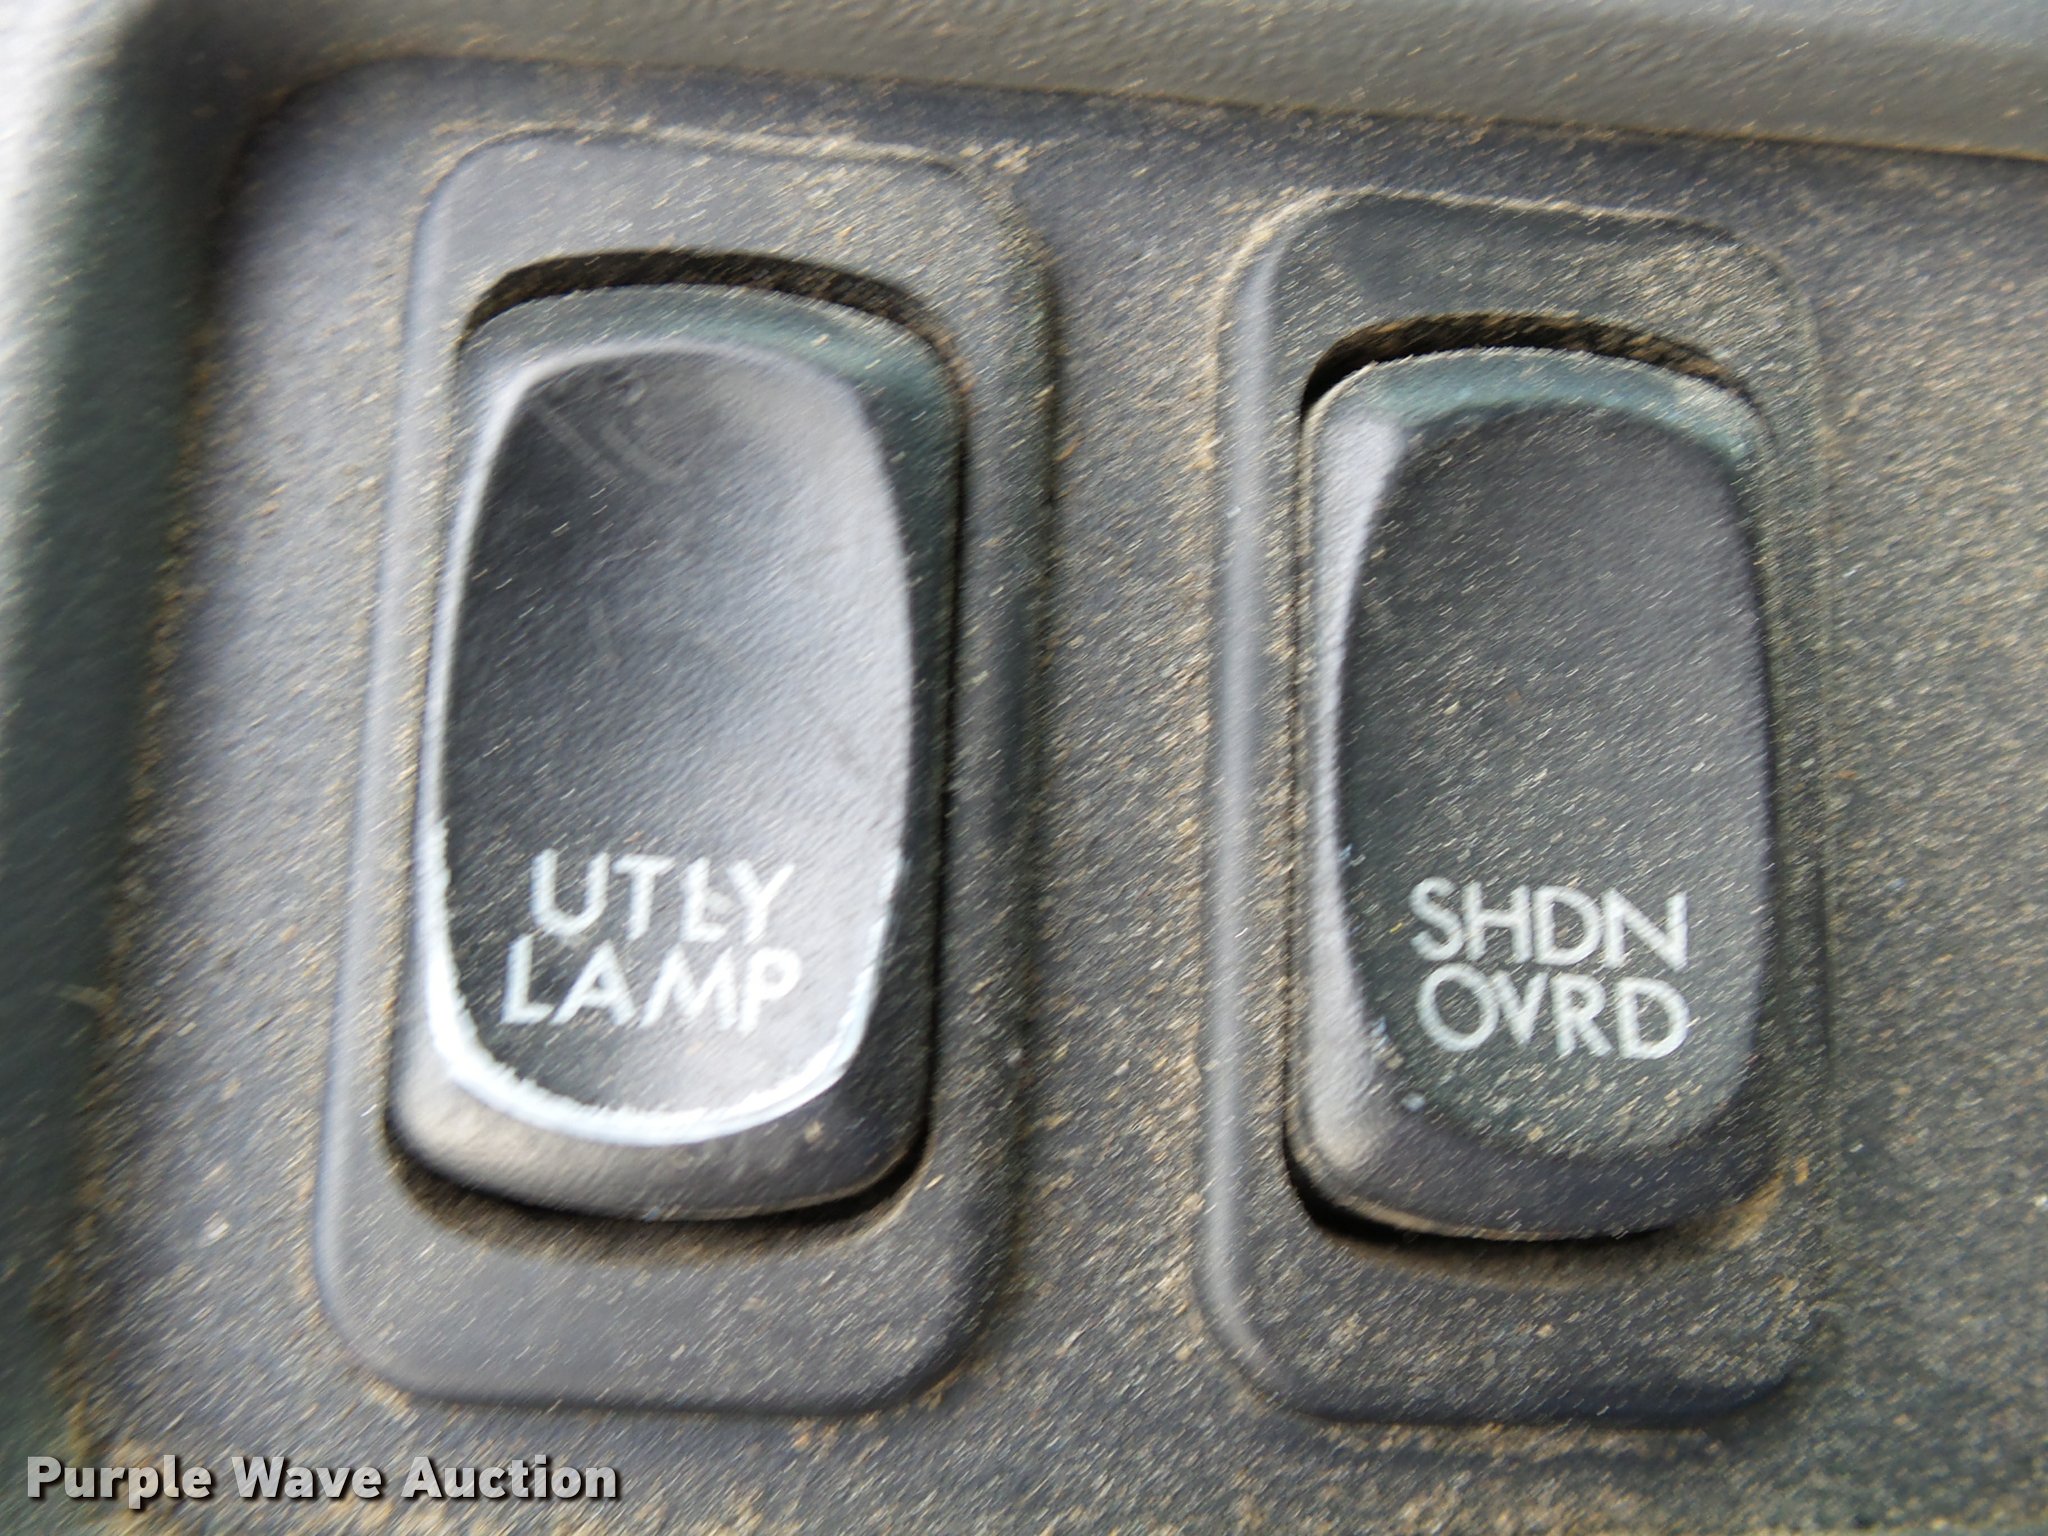 UTLY
LAMP
SHDN
OVRD
Purple Wave Auction